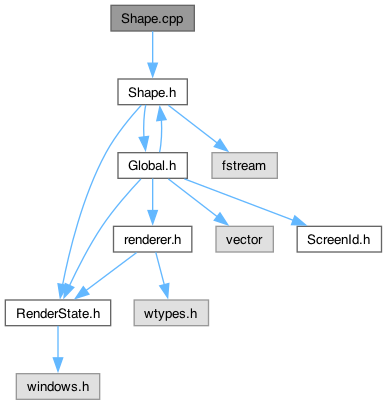 Shape.cpp
Shape.h
Global.h
fstream
renderer.h
vector
ScreenId.h
RenderState.h
wtypes.h
windows.h